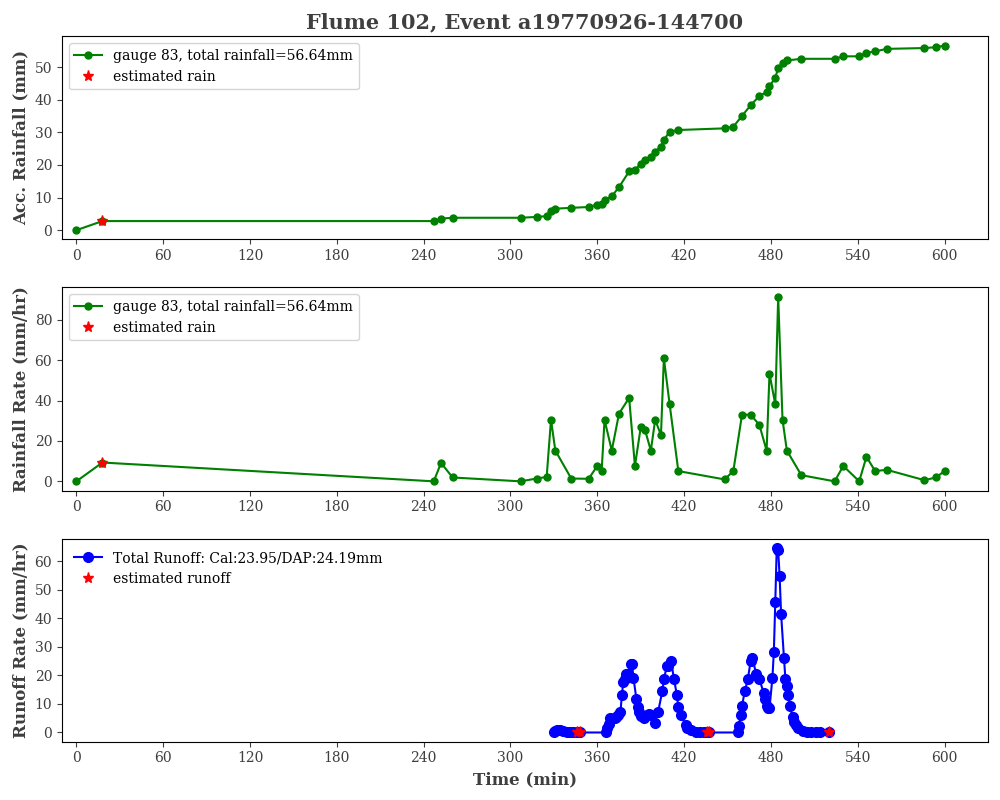 Flume 102, Event a19770926-144700
Acc. Rainfall (mm)
50
40
30
20
10
0
gauge 83, total rainfall=56.64mm
estimated rain
0 60 120 180 240 300 360 420 480 540 600
Rainfall Rate (mm/hr)
80
60
40
20
0
gauge 83, total rainfall=56.64mm
estimated rain
0 60 120 180 240 300 360 420 480 540 600
Runoff Rate (mm/hr)
60
50
40
30
20
10
0
Total Runoff: Cal:23.95/DAP:24.19mm
estimated runoff
0 60 120 180 240 300 360 420 480 540 600
Time (min)